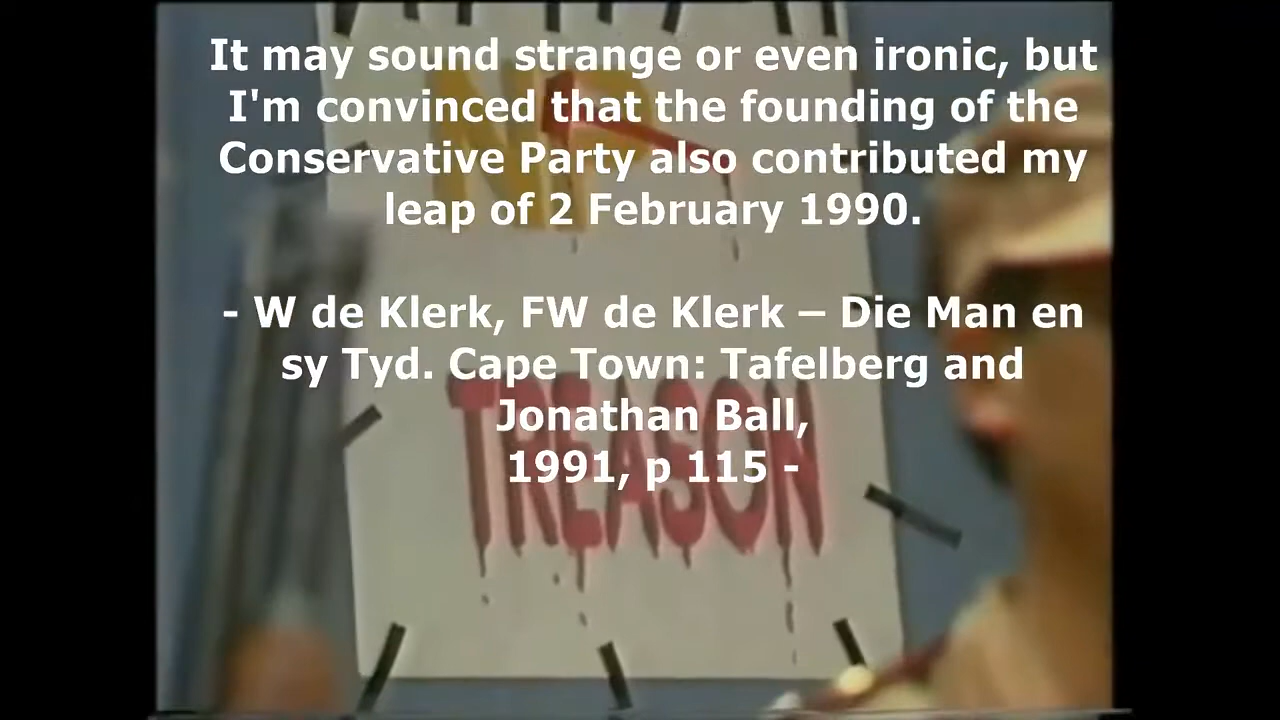 It may sound strange or even ironic, but
I'm convinced that the founding of the
Conservative Party also contributed my
leap of 2 February 1990.
- W de Klerk, FW de Klerk – Die Man en
sy Tyd. Cape Town: Tafelberg and
Jonathan Ball,
1991, p 115 -
NP
TREASON